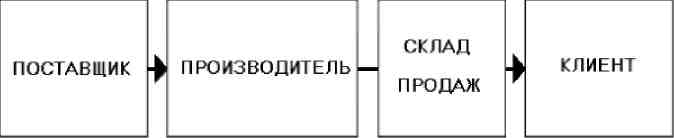 ПОСТАВЩИК
ПРОИЗВОДИТЕЛЬ
СКЛАД
ПРОДАЖ
КЛИЕНТ